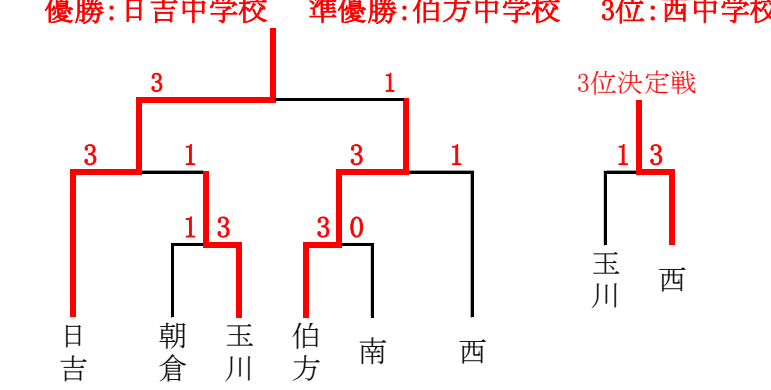 優勝:日吉中学校 準優勝:伯方中学校 3位:西中学校
3 1
3位決定戦
3 1 3 1
1 3
1 3 3 0
日吉
朝倉
玉川
伯方
南
西
玉川
西